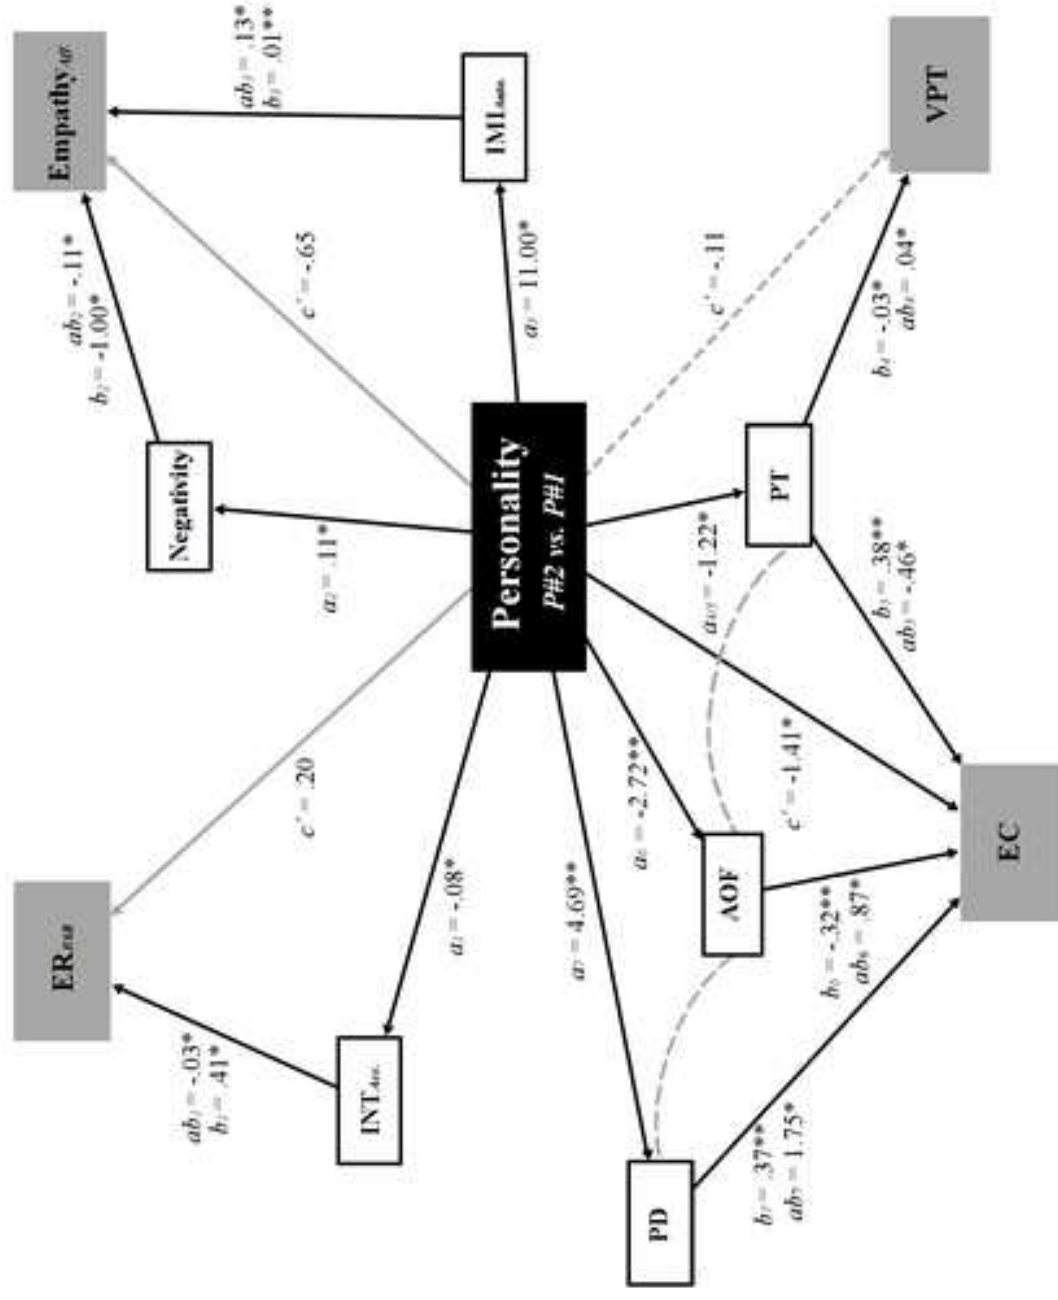 ER
Empathy
ab₂ = -.11*
b₂ = -1.00*
Negativity
ab₁ = -.03*
b₁ = .41*
ab₃ = .13*
b₃ = .01**
c' = .20
c' = -.65
a₂ = .11*
INT Acc.
a₁ = -.08*
IMI Auto.
a₃ = 11.00*
Personality
P#2 vs. P#1
a₇ = 4.69**
a₆ = -2.72**
a₄/₅ = -1.22*
c' = -.11
PD
AOF
PT
c' = -1.41*
b₇ = .37**
ab₇ = 1.75*
b₆ = -.32**
ab₆ = .87*
b₅ = .38**
ab₅ = -.46*
b₄ = -.03*
ab₄ = .04*
EC
VPT